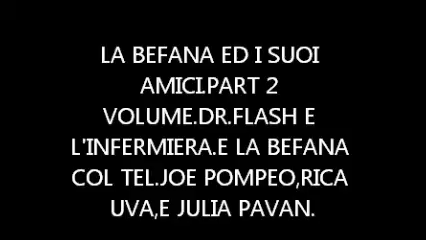 LA BEFANA ED I SUOI
AMICI.PART 2
VOLUME.DR.FLASH E
L'INFERMIERA.E LA BEFANA
COL TEL.JOE POMPEO,RICA
UVA,E JULIA PAVAN.